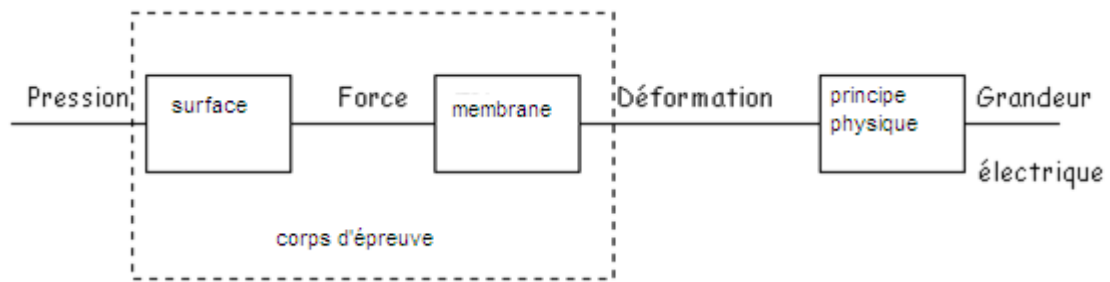 Pression
surface
Force
membrane
Déformation
principe
physique
Grandeur
électrique
corps d'épreuve